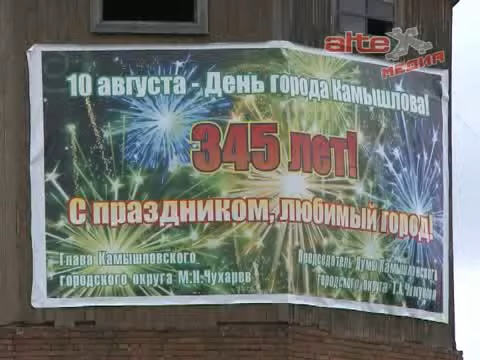 alteX
МЕДИА
10 августа - День города Камышлова!
345 лет!
С праздником, любимый город!
Глава Камышловского
городского округа М.Н.Чухарев
Председатель Думы Камышловского
городского округа Т.А.